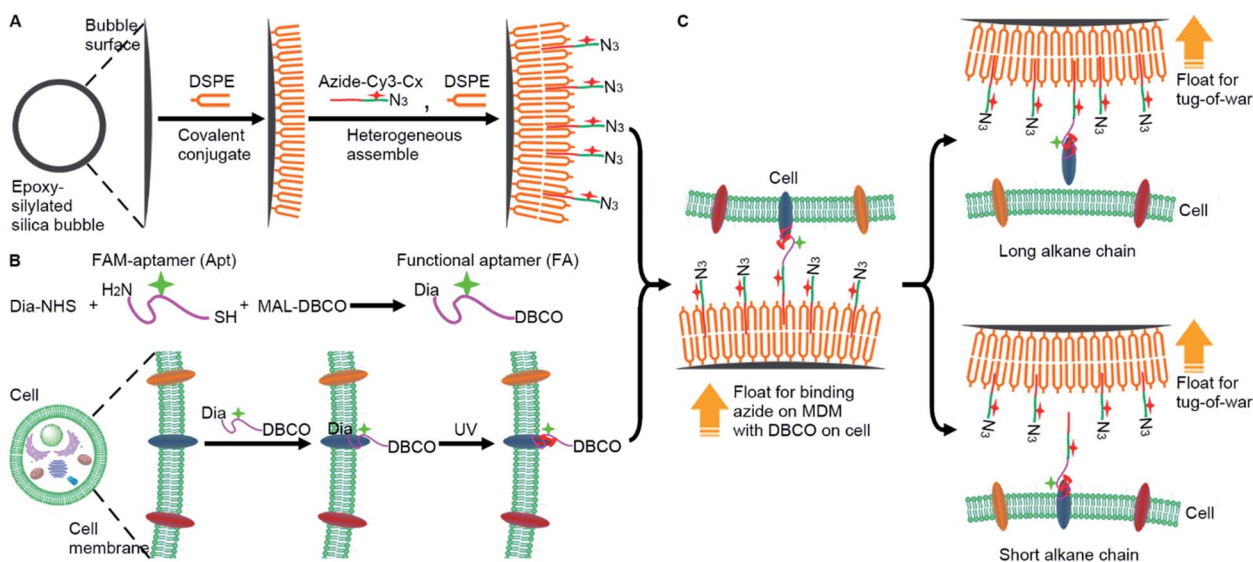 A
Bubble
surface
Epoxy-
silylated
silica bubble
DSPE
Covalent
conjugate
Azide-Cy3-Cx
N3
,
DSPE
Heterogeneous
assemble
N3
N3
N3
N3
N3
B
FAM-aptamer (Apt)
Functional aptamer (FA)
Dia-NHS + H2N SH + MAL-DBCO
Dia
DBCO
Cell
Cell
membrane
Dia
DBCO
Dia
DBCO
UV
DBCO
C
Cell
N3
N3
N3
N3
Float for binding
azide on MDM
with DBCO on cell
Float for
tug-of-war
N3
N3
N3
N3
Cell
Long alkane chain
Float for
tug-of-war
N3
N3
N3
N3
Cell
Short alkane chain